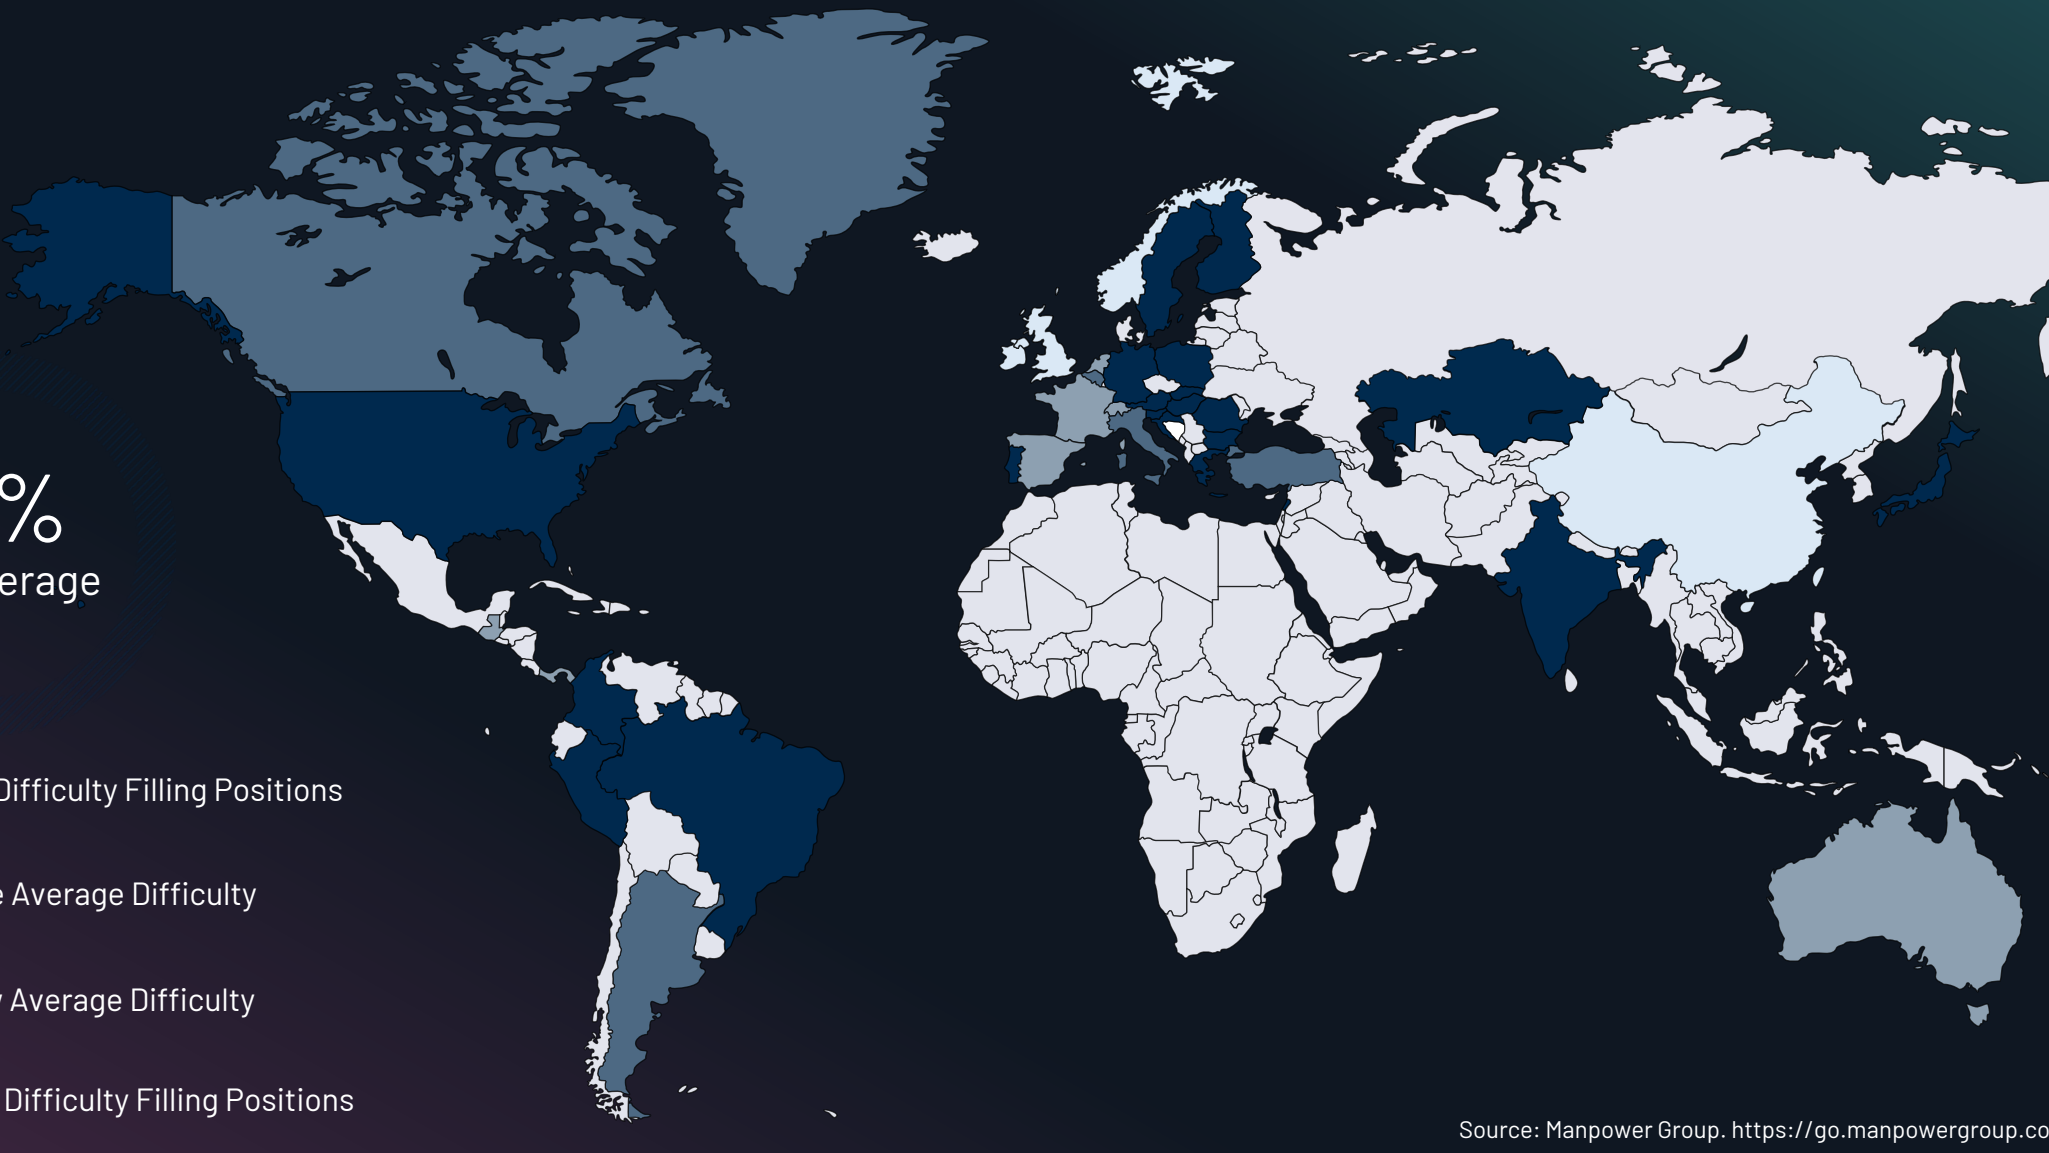 %
erage
Difficulty Filling Positions
e Average Difficulty
Average Difficulty
Difficulty Filling Positions
Source: Manpower Group. https://go.manpowergroup.co